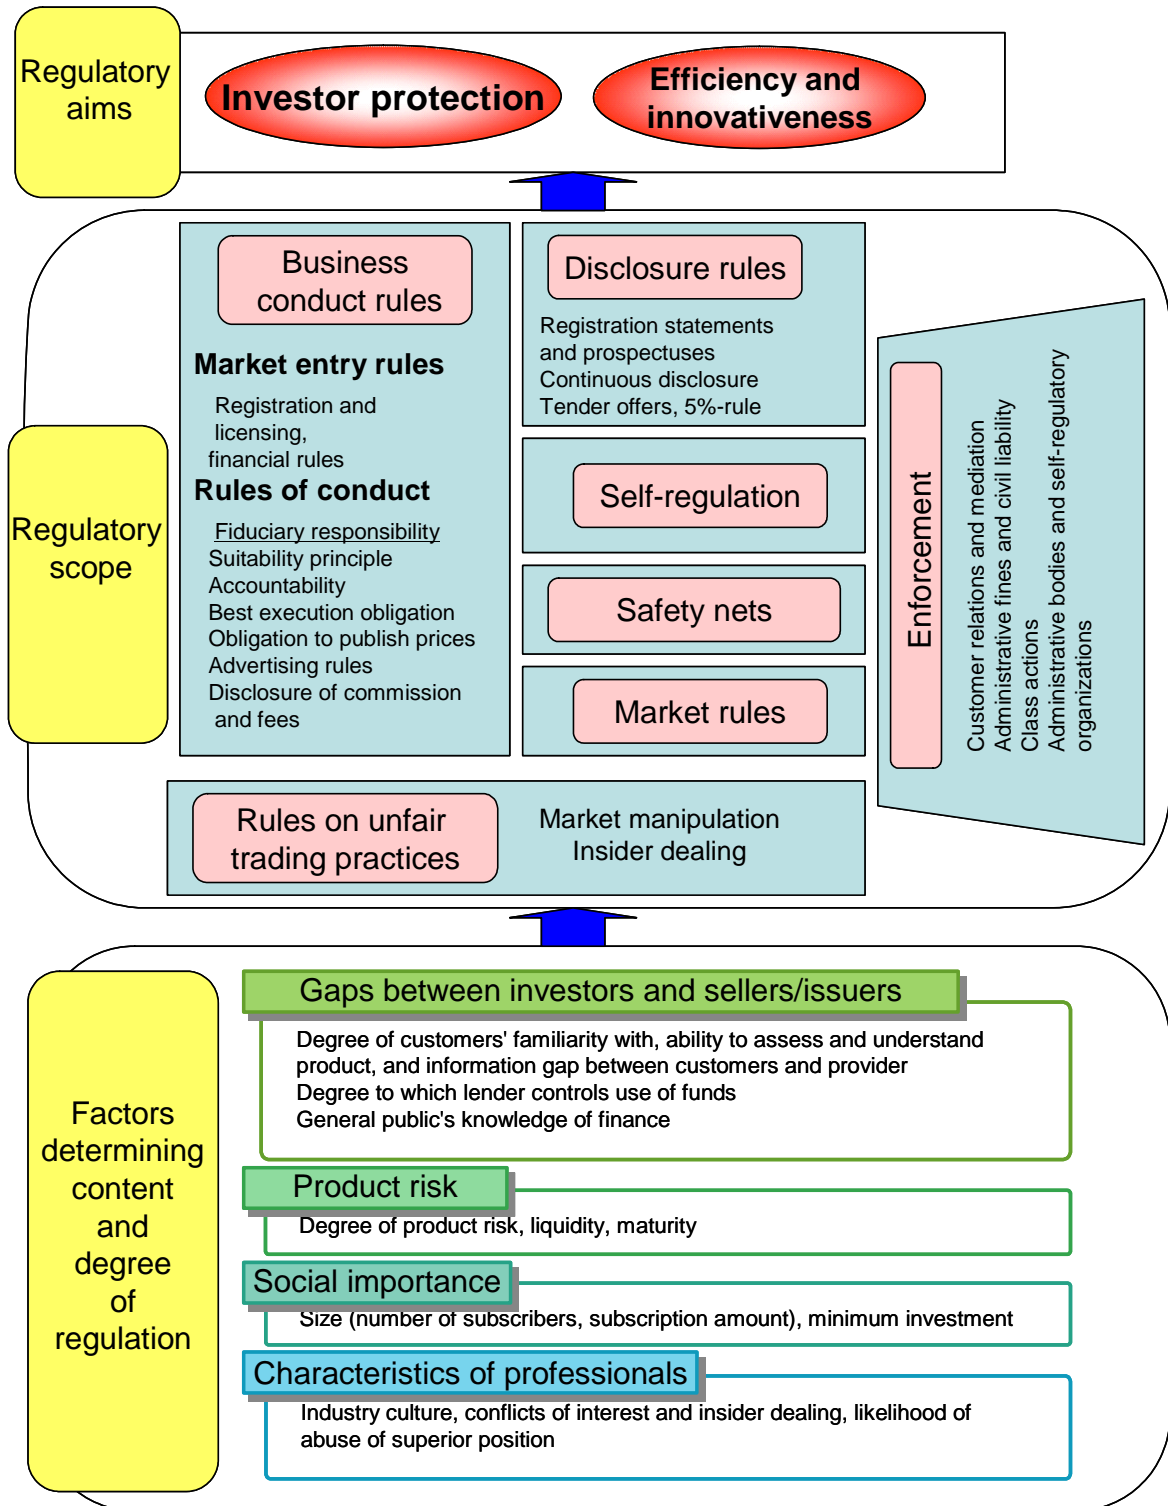 Regulatory
aims
Investor protection
Efficiency and
innovativeness
Regulatory
scope
Business
conduct rules
Market entry rules
Registration and
licensing,
financial rules
Rules of conduct
Fiduciary responsibility
Suitability principle
Accountability
Best execution obligation
Obligation to publish prices
Advertising rules
Disclosure of commission
and fees
Disclosure rules
Registration statements
and prospectuses
Continuous disclosure
Tender offers, 5%-rule
Self-regulation
Safety nets
Market rules
Enforcement
Customer relations and mediation
Administrative fines and civil liability
Class actions
Administrative bodies and self-regulatory
organizations
Rules on unfair
trading practices
Market manipulation
Insider dealing
Factors
determining
content
and
degree
of
regulation
Gaps between investors and sellers/issuers
Degree of customers' familiarity with, ability to assess and understand
product, and information gap between customers and provider
Degree to which lender controls use of funds
General public's knowledge of finance
Product risk
Degree of product risk, liquidity, maturity
Social importance
Size (number of subscribers, subscription amount), minimum investment
Characteristics of professionals
Industry culture, conflicts of interest and insider dealing, likelihood of
abuse of superior position